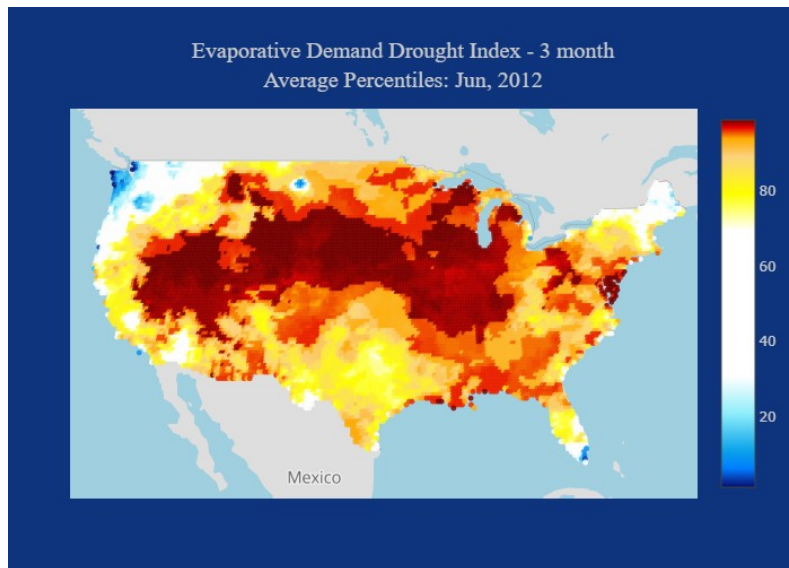 Evaporative Demand Drought Index - 3 month
Average Percentiles: Jun, 2012
80
60
40
20
Mexico